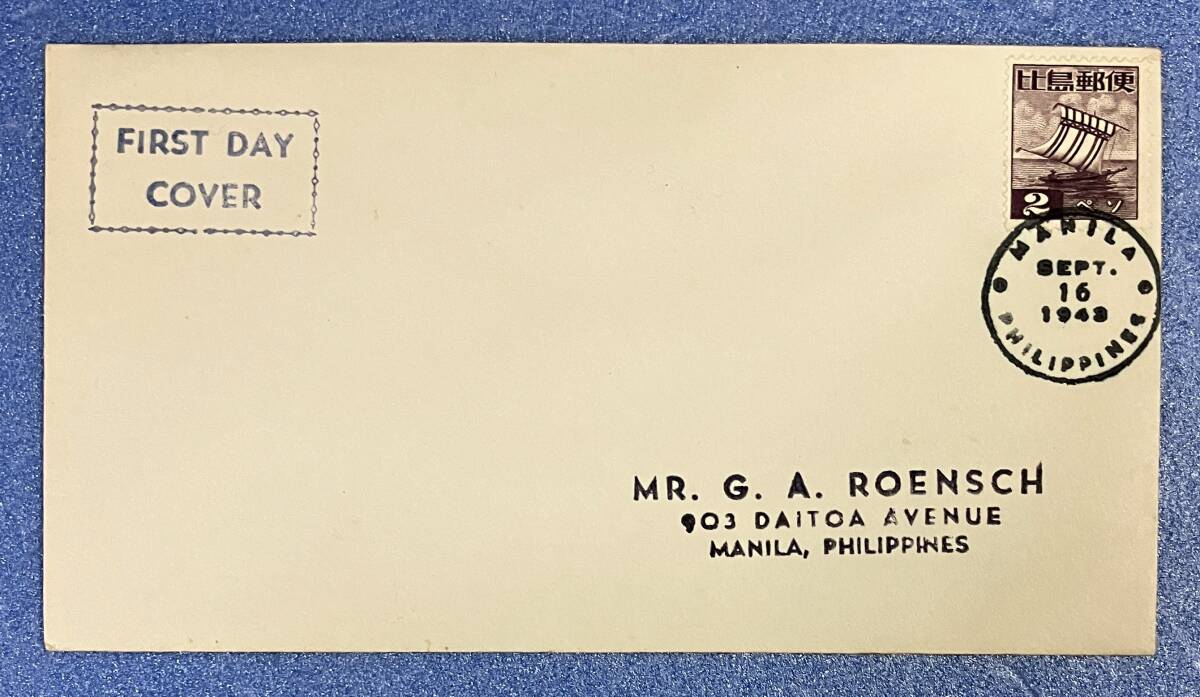 FIRST DAY
COVER
比島郵便
2 ペソ
MANILA
SEPT.
16
1943
PHILIPPINES
MR. G. A. ROENSCH
903 DAITOA AVENUE
MANILA, PHILIPPINES